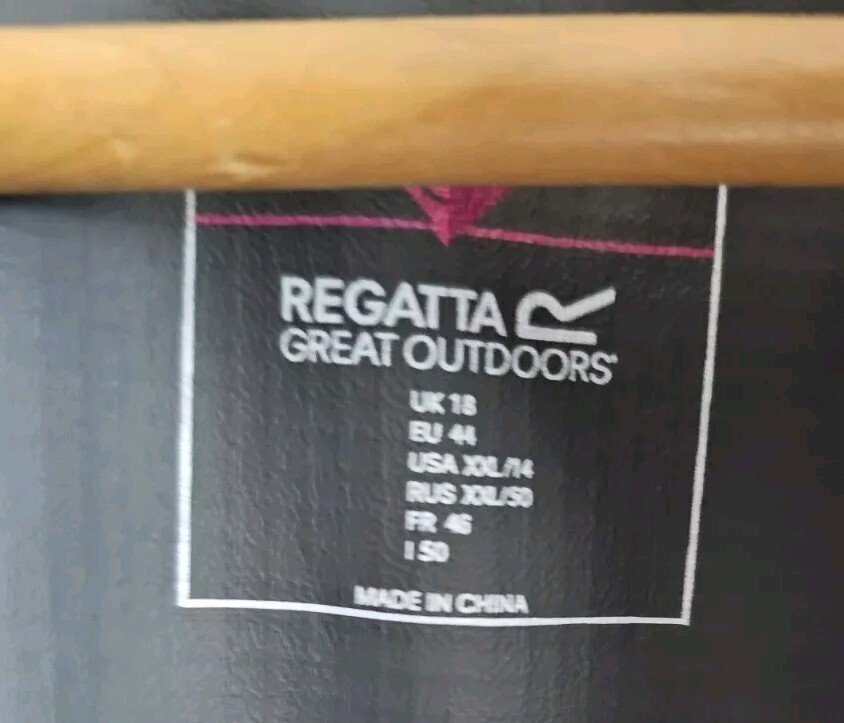 REGATTA
GREAT OUTDOORS
UK 18
EU 44
USA XXL/14
RUS XXL/50
FR 46
I 50
MADE IN CHINA